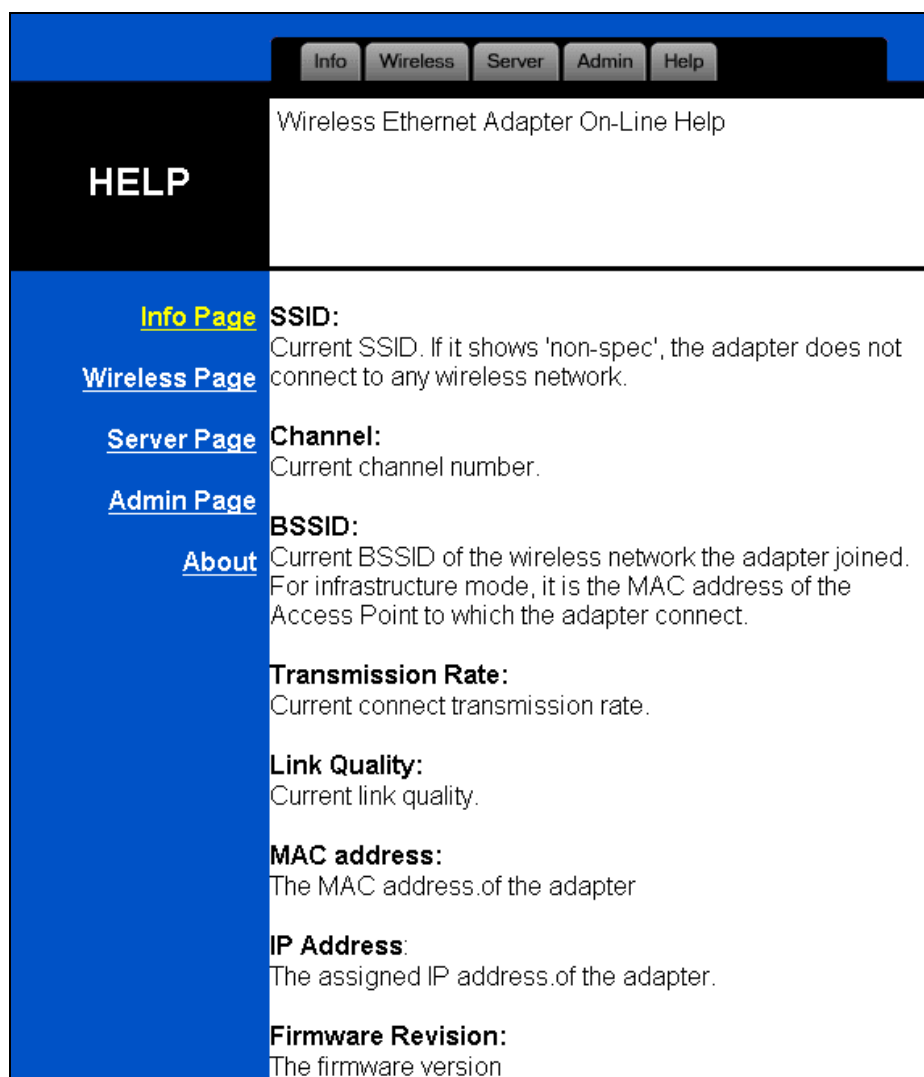 Info Wireless Server Admin Help
Wireless Ethernet Adapter On-Line Help
HELP
Info Page
Wireless Page
Server Page
Admin Page
About
SSID:
Current SSID. If it shows 'non-spec', the adapter does not
connect to any wireless network.
Channel:
Current channel number.
BSSID:
Current BSSID of the wireless network the adapter joined.
For infrastructure mode, it is the MAC address of the
Access Point to which the adapter connect.
Transmission Rate:
Current connect transmission rate.
Link Quality:
Current link quality.
MAC address:
The MAC address.of the adapter
IP Address:
The assigned IP address.of the adapter.
Firmware Revision:
The firmware version